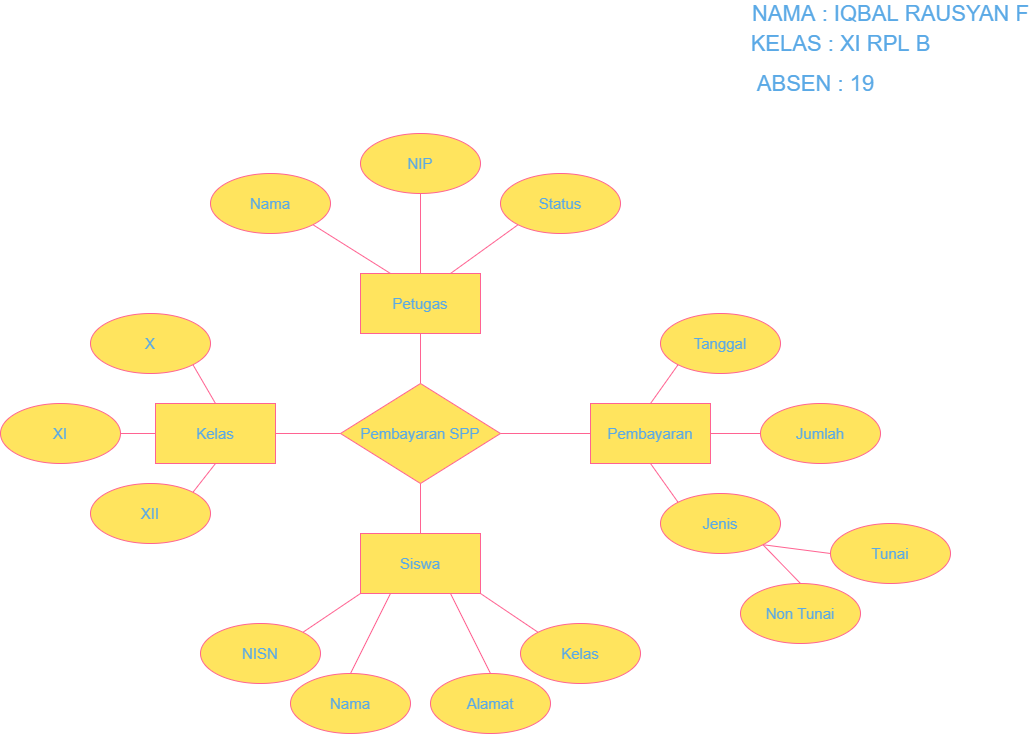 NAMA : IQBAL RAUSYAN F
KELAS : XI RPL B
ABSEN : 19
NIP
Nama
Status
Petugas
X
Tanggal
XI
Kelas
Pembayaran SPP
Pembayaran
Jumlah
XII
Jenis
Siswa
Tunai
Non Tunai
NISN
Kelas
Nama
Alamat